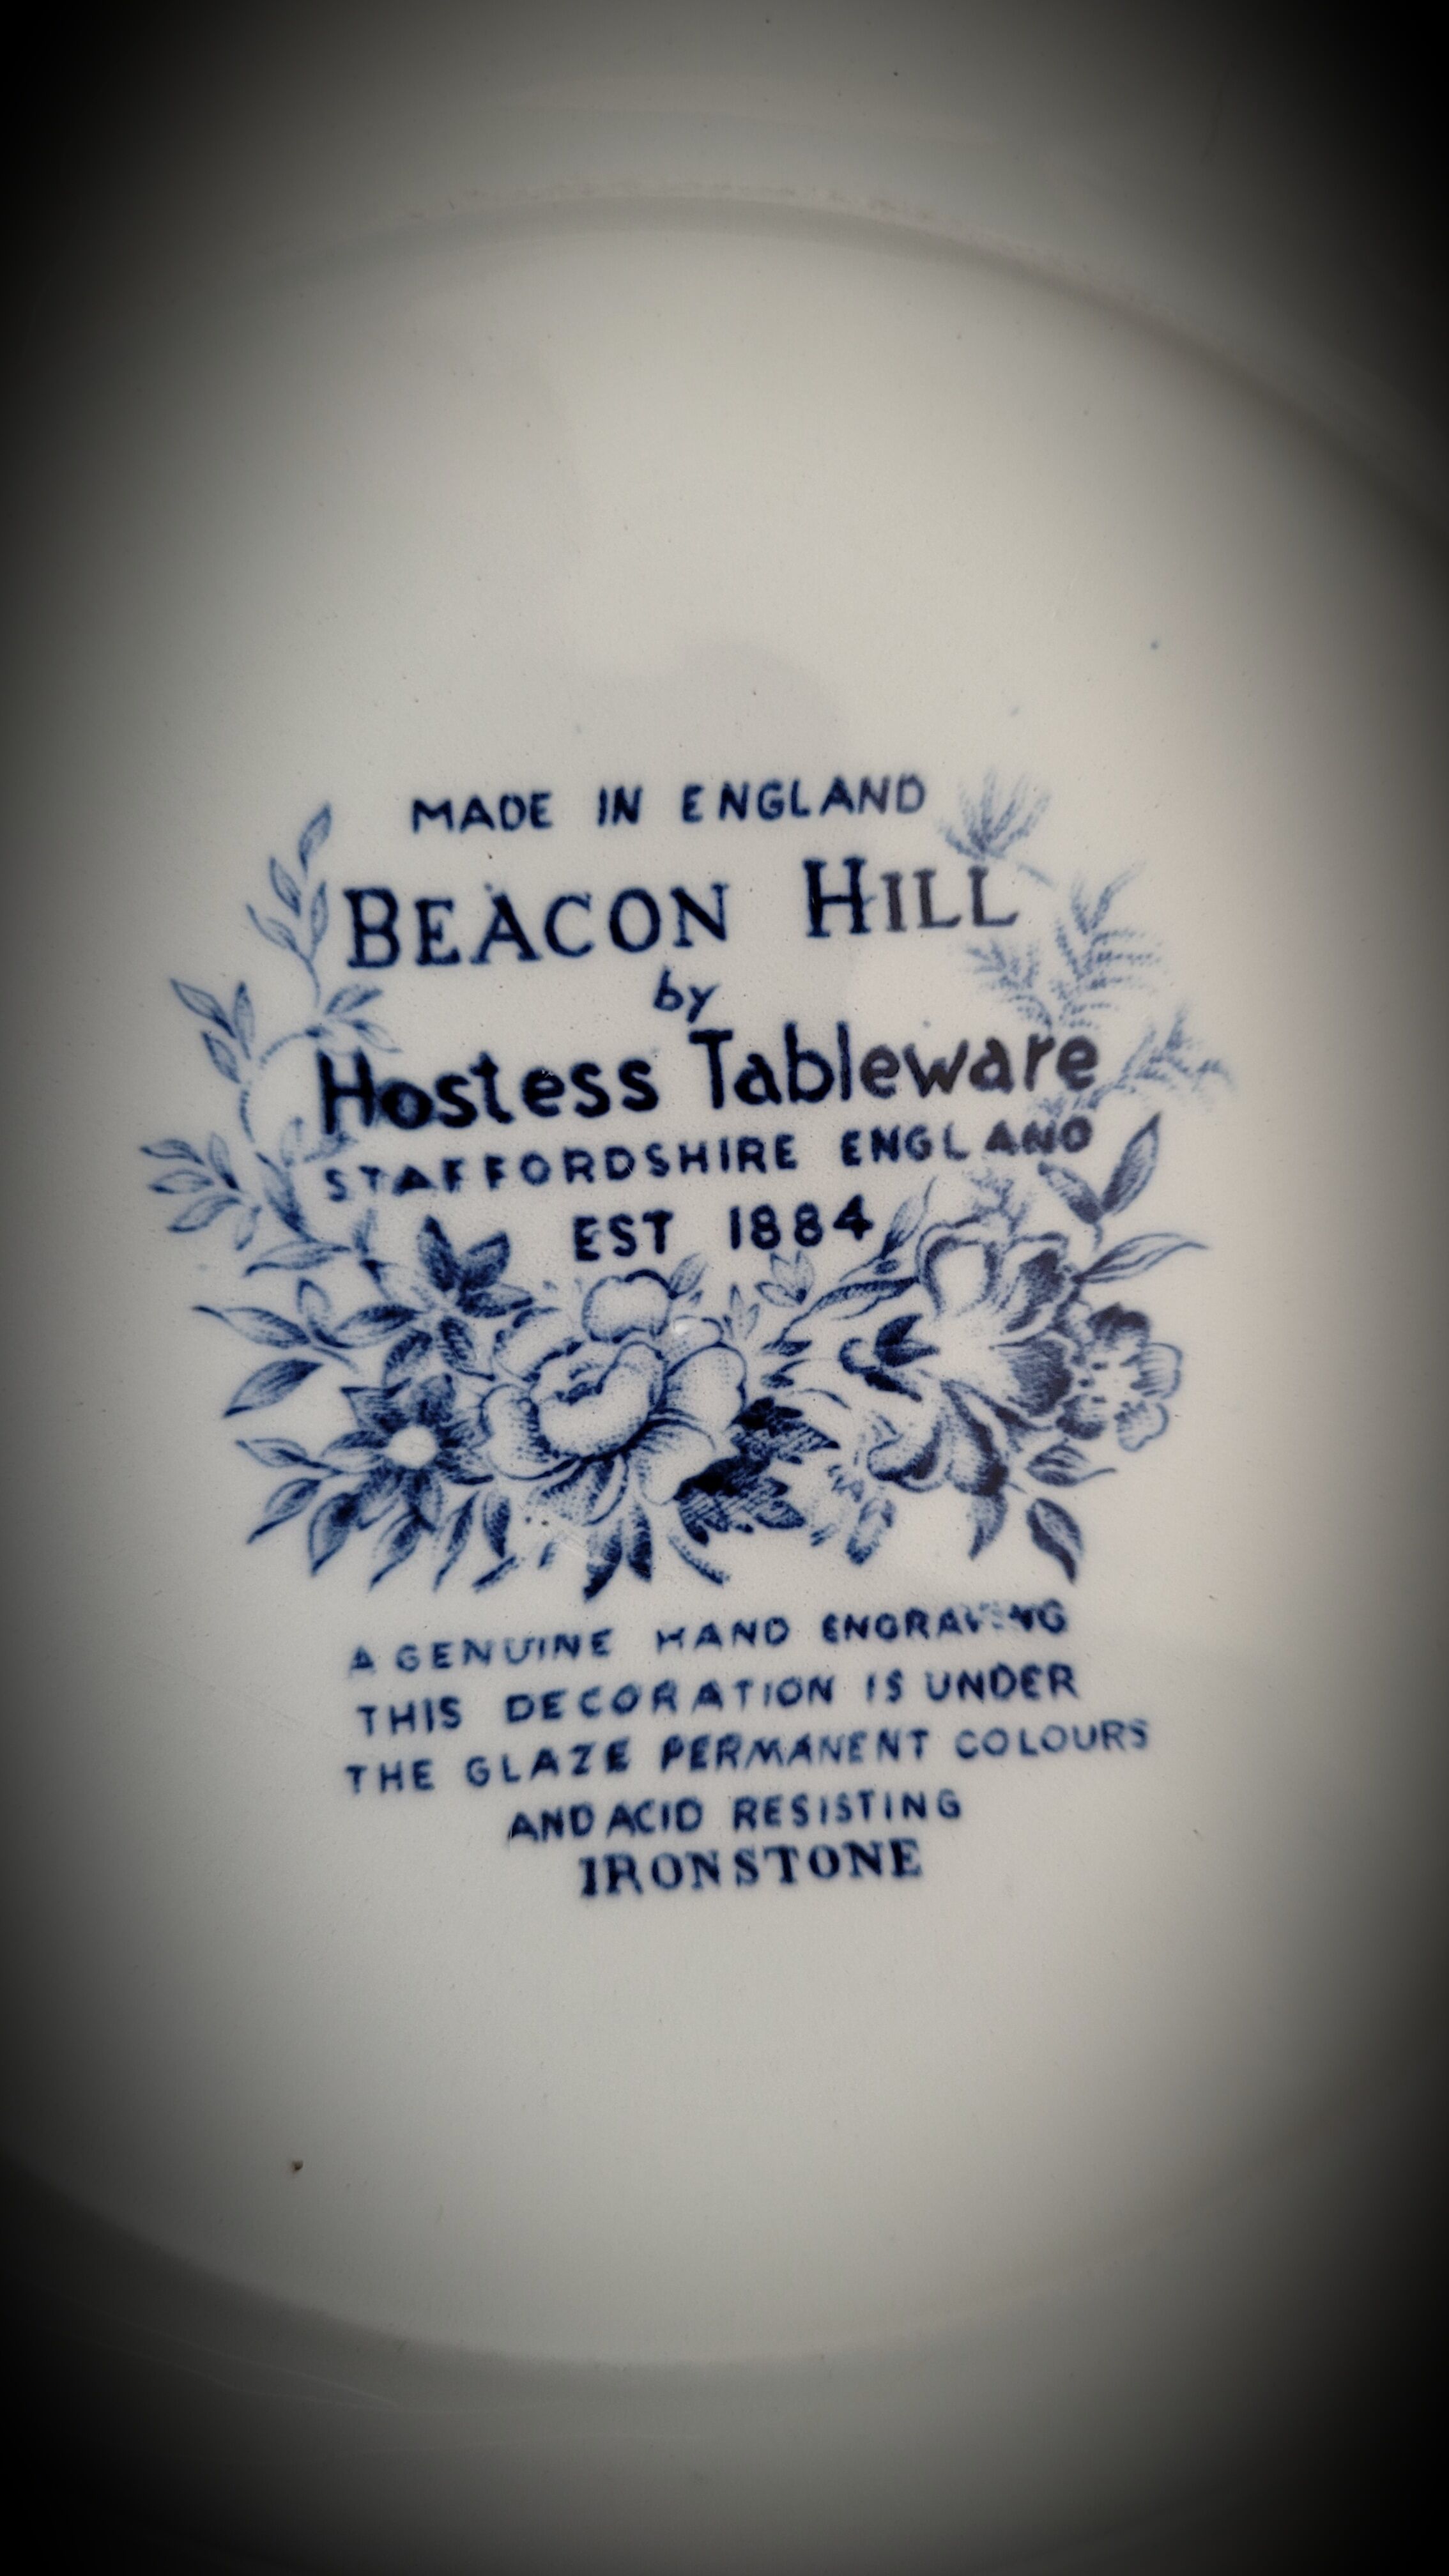 MADE IN ENGLAND
BEACON HILL
by
Hostess Tableware
STAFFORDSHIRE ENGLAND
EST 1884
A GENUINE HAND ENGRAVING
THIS DECORATION IS UNDER
THE GLAZE PERMANENT COLOURS
AND ACID RESISTING
IRONSTONE